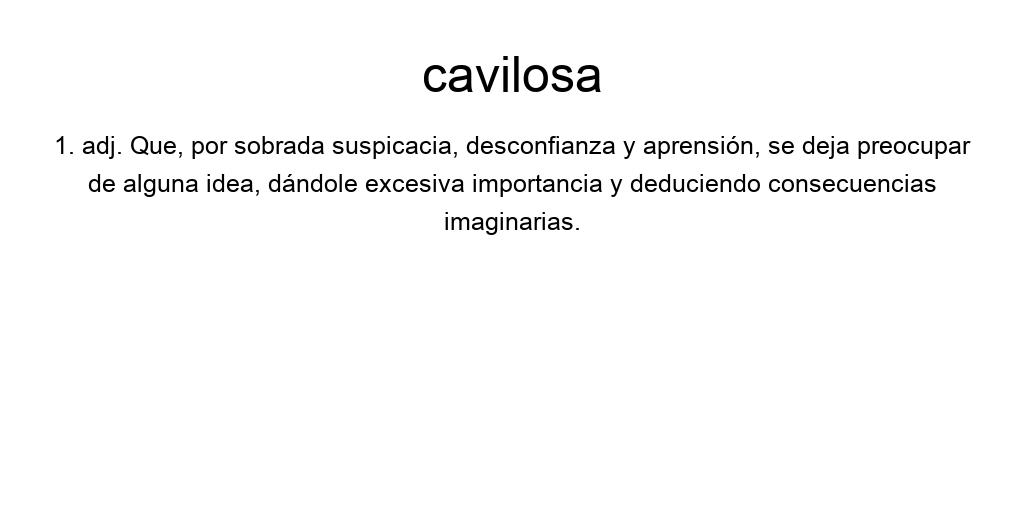 cavilosa
1. adj. Que, por sobrada suspicacia, desconfianza y aprensión, se deja preocupar
de alguna idea, dándole excesiva importancia y deduciendo consecuencias
imaginarias.